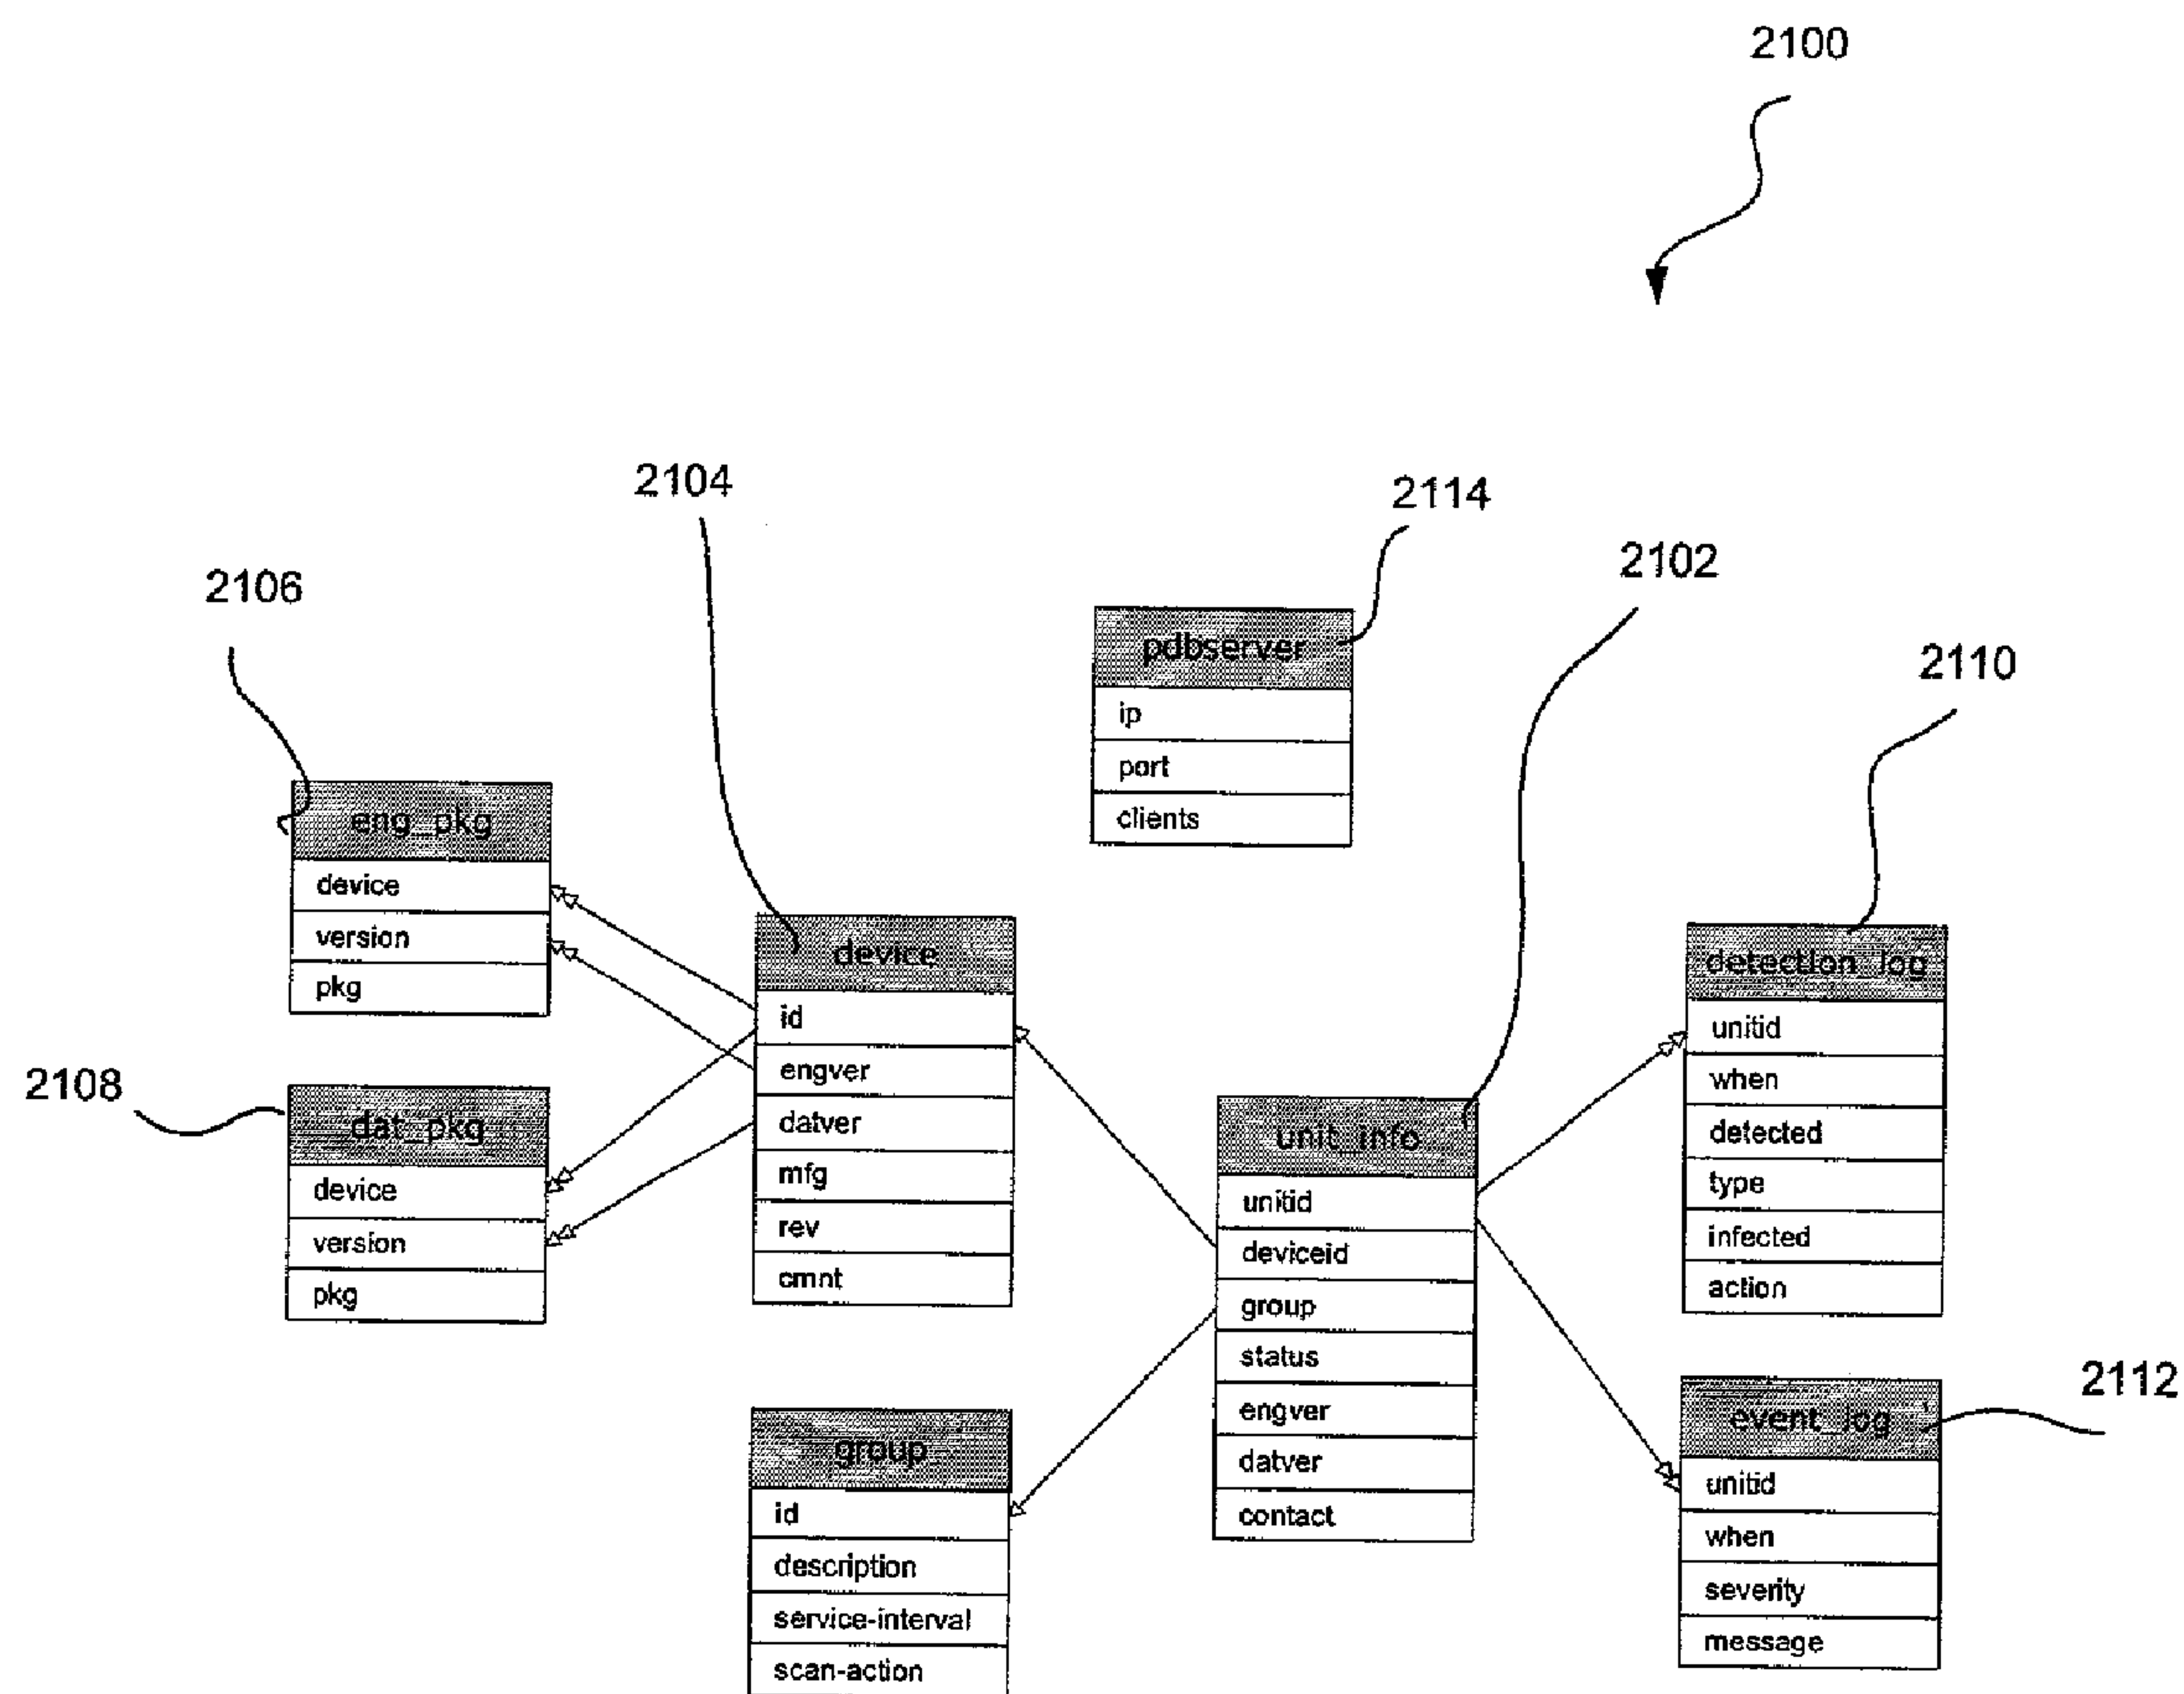 2100
2104
2114
2102
2106
2110
2108
2112
pdbserver
ip
port
clients
eng_pkg
device
version
pkg
dat_pkg
device
version
pkg
device
id
engver
datver
mfg
rev
cmnt
group
id
description
service-interval
scan-action
unit_info
unitid
deviceid
group
status
engver
datver
contact
detection_log
unitid
when
detected
type
infected
action
event_log
unitid
when
severity
message